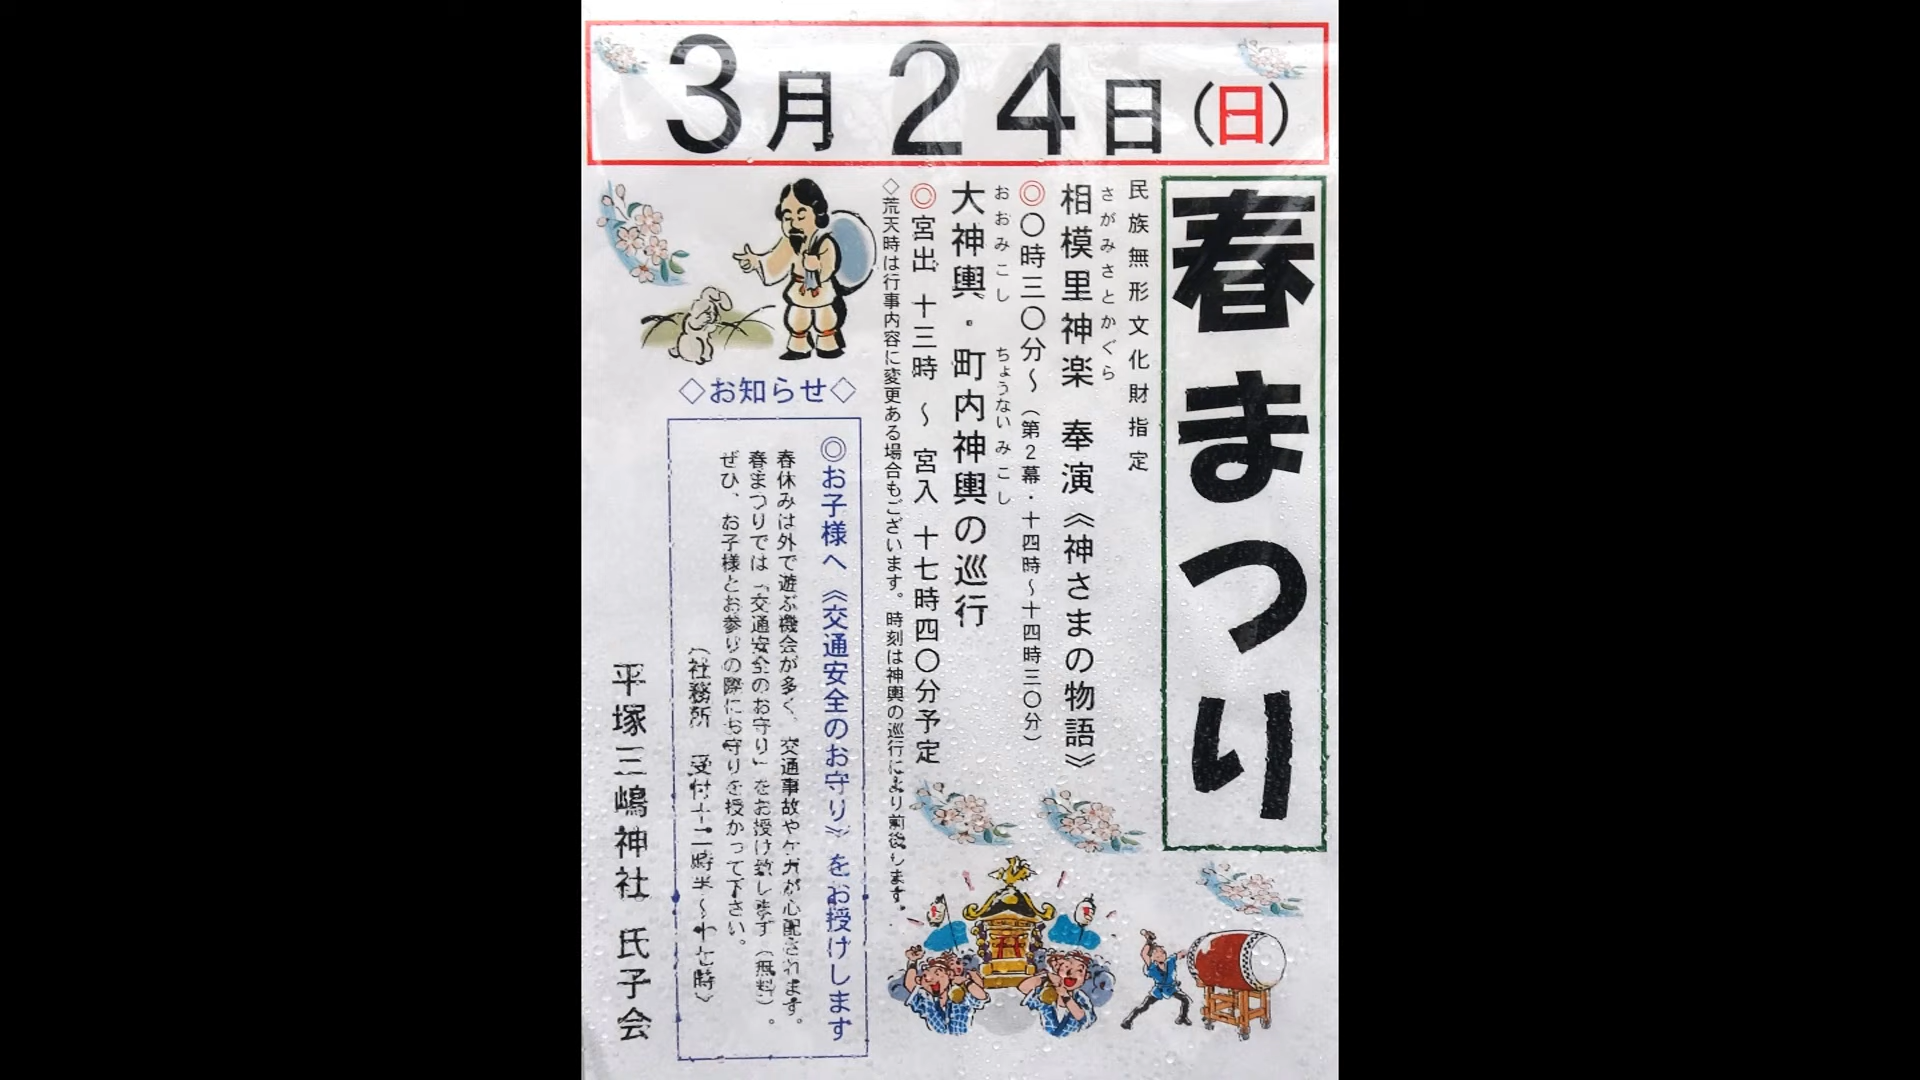 3月24日(日)
春まつり
民族無形文化財指定
さがみさとかぐら
相模里神楽 奉演《神さまの物語》
◎〇時三〇分~(第2幕・十四時~十四時三〇分)
おおみこし ちょうないみこし
大神輿・町内神輿の巡行
◎宮出 十三時 ~ 宮入 十七時四〇分予定
◇荒天時は行事内容に変更ある場合もございます。時刻は神輿の巡行により前後します。
◇お知らせ◇
◎お子様へ《交通安全のお守り》をお授けします
春休みは外で遊ぶ機会が多く、交通事故やケガが心配されます。
春まつりでは「交通安全のお守り」をお授け致します(無料)。
ぜひ、お子様とお参りの際にお守りを授かって下さい。
(社務所 受付十二時半~十七時)
平塚三嶋神社 氏子会